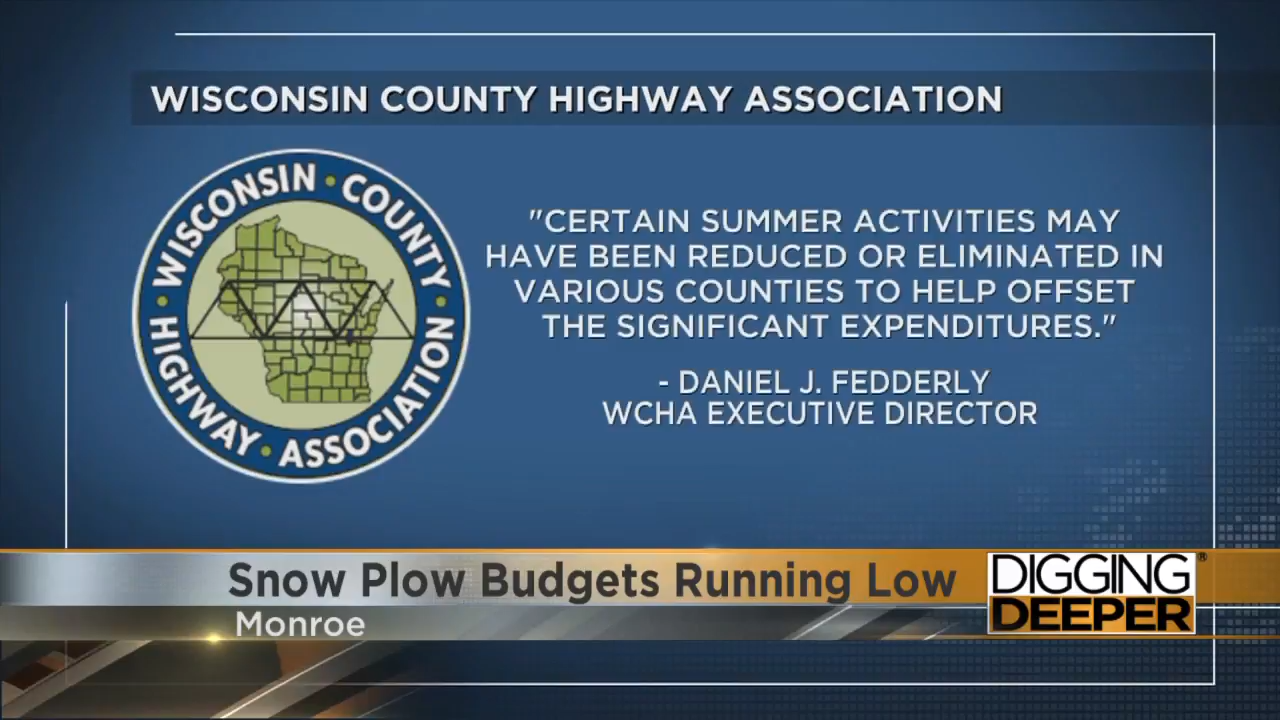 WISCONSIN COUNTY HIGHWAY ASSOCIATION
WISCONSIN • COUNTY •
HIGHWAY • ASSOCIATION •
"CERTAIN SUMMER ACTIVITIES MAY
HAVE BEEN REDUCED OR ELIMINATED IN
VARIOUS COUNTIES TO HELP OFFSET
THE SIGNIFICANT EXPENDITURES."
- DANIEL J. FEDDERLY
WCHA EXECUTIVE DIRECTOR
Snow Plow Budgets Running Low
Monroe
DIGGING®
DEEPER